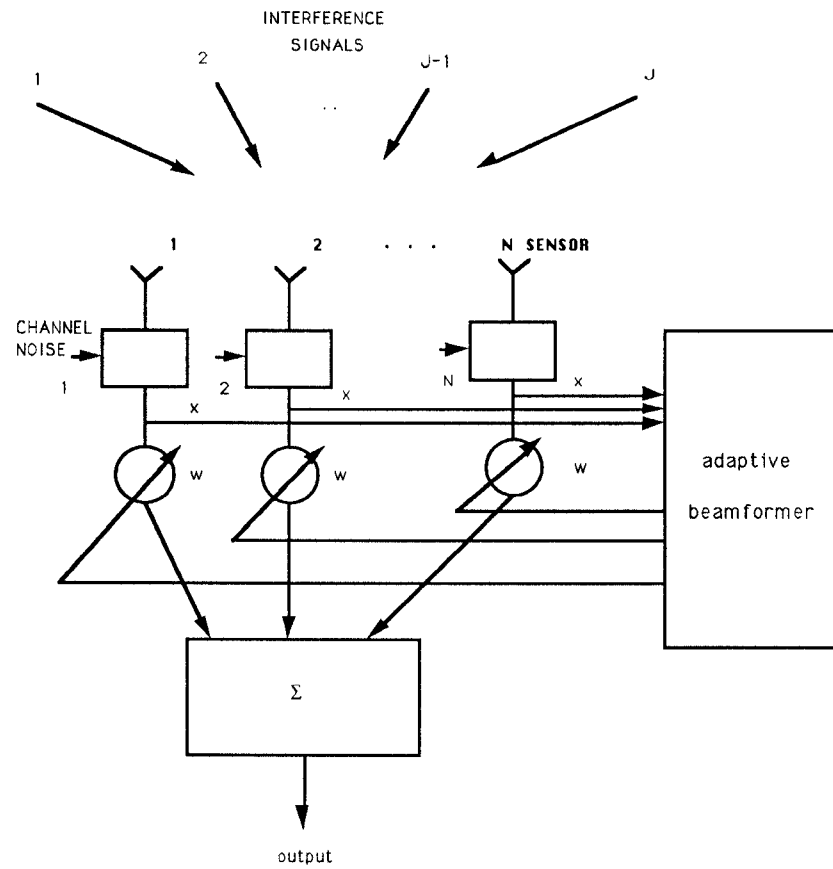 INTERFERENCE
SIGNALS
1
2
J-1
J
. .
1
2
. . .
N SENSOR
CHANNEL
NOISE
1
2
N
x
x
x
w
w
w
adaptive
beamformer
Σ
output